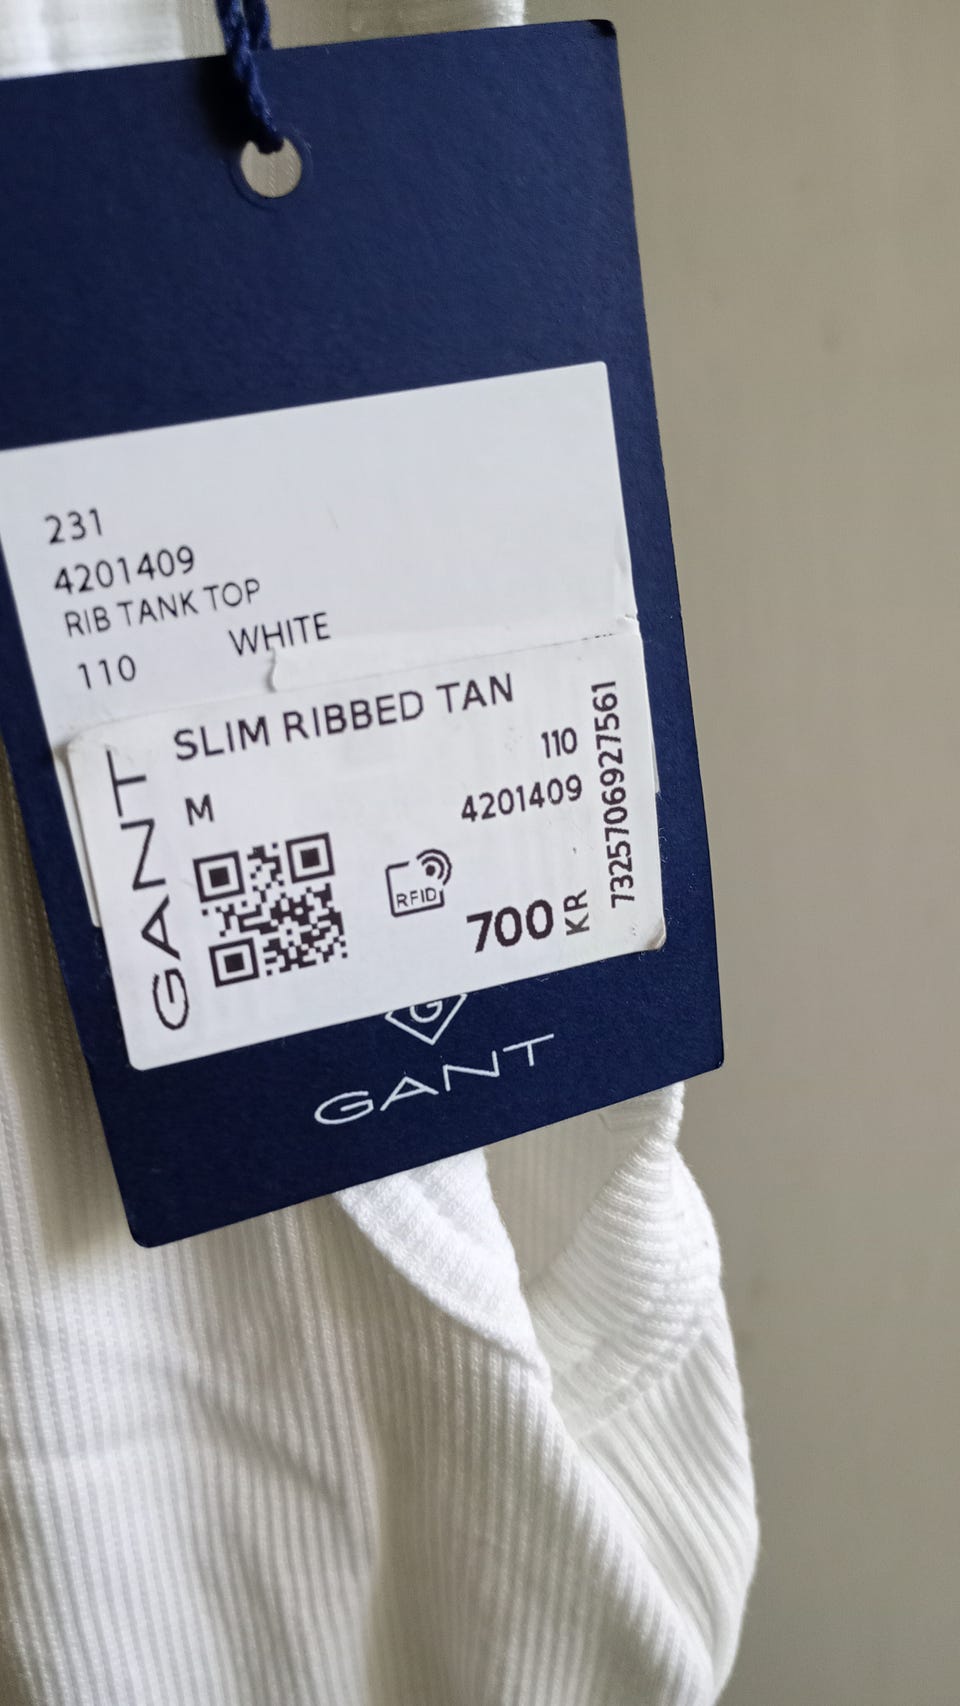 231
4201409
RIB TANK TOP
110 WHITE
SLIM RIBBED TAN
M
110
4201409
RFID
700 KR
7325706927561
GANT
G
GANT